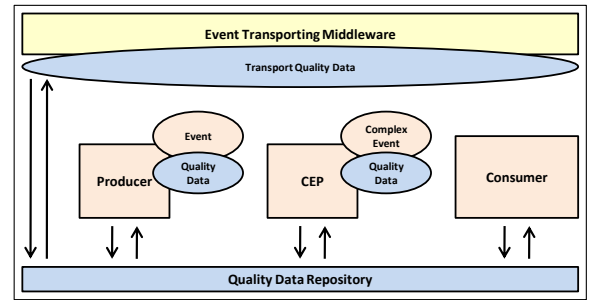 Event Transporting Middleware
Transport Quality Data
Event
Quality
Data
Producer
Complex
Event
Quality
Data
CEP
Consumer
Quality Data Repository